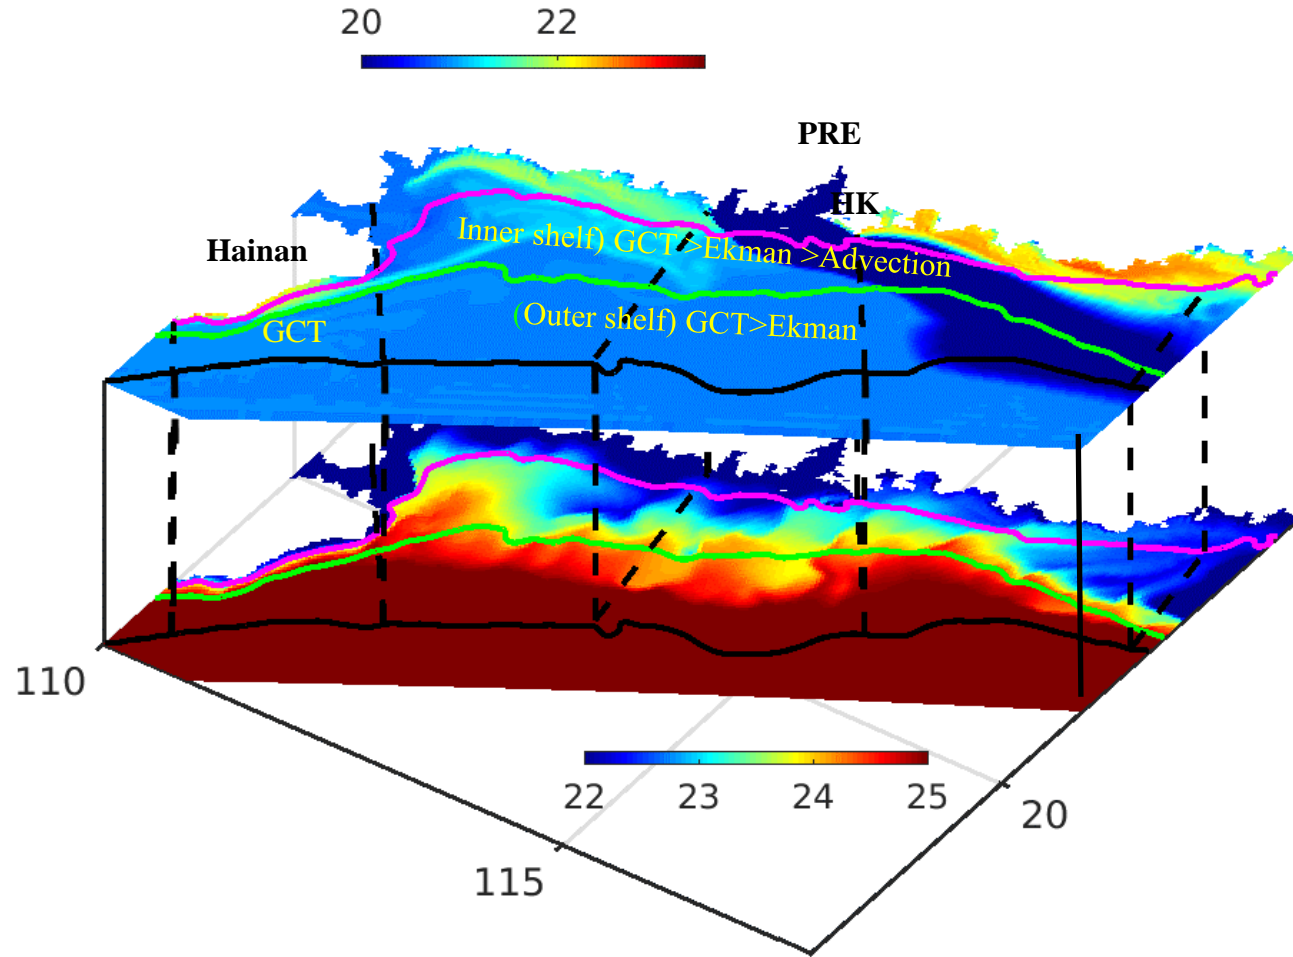 20 22
PRE
HK
Hainan
Inner shelf) GCT >Ekman >Advection
(Outer shelf) GCT>Ekman
GCT
110
22 23 24 25
20
115